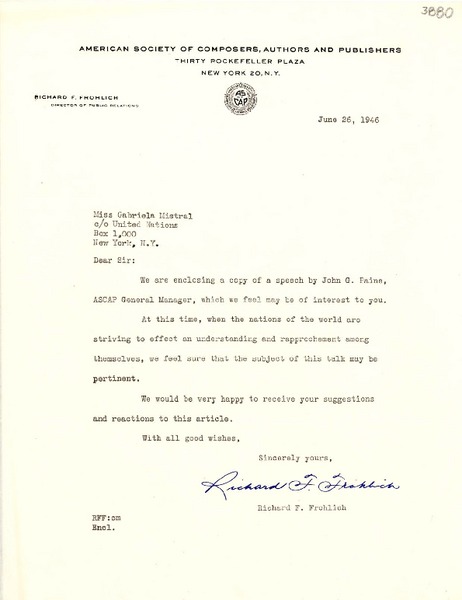 3880
AMERICAN SOCIETY OF COMPOSERS, AUTHORS AND PUBLISHERS
THIRTY ROCKEFELLER PLAZA
NEW YORK 20, N.Y.
RICHARD F. FROHLICH
DIRECTOR OF PUBLIC RELATIONS
AS
CAP
June 26, 1946
Miss Gabriela Mistral
c/o United Nations
Box 1,000
New York, N.Y.
Dear Sir:
We are enclosing a copy of a speech by John G. Paine,
ASCAP General Manager, which we feel may be of interest to you.
At this time, when the nations of the world are
striving to effect an understanding and rapprochement among
themselves, we feel sure that the subject of this talk may be
pertinent.
We would be very happy to receive your suggestions
and reactions to this article.
With all good wishes,
Sincerely yours,
Richard F. Frohlich
Richard F. Frohlich
RFF:cm
Encl.